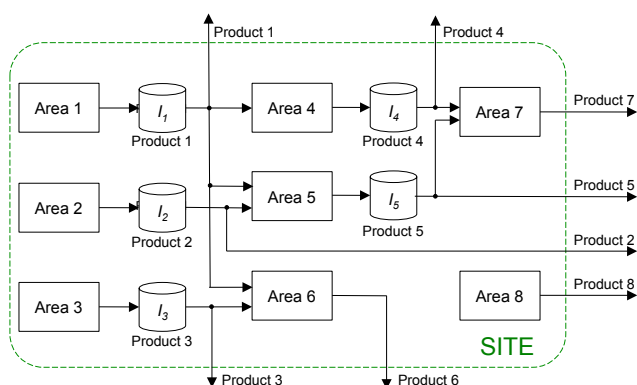 Product 1
Product 4
Area 1
I1
Product 1
Area 4
I4
Product 4
Area 7
Product 7
Area 2
I2
Product 2
Area 5
I5
Product 5
Product 5
Product 2
Area 3
I3
Product 3
Area 6
Area 8
Product 8
SITE
Product 3
Product 6